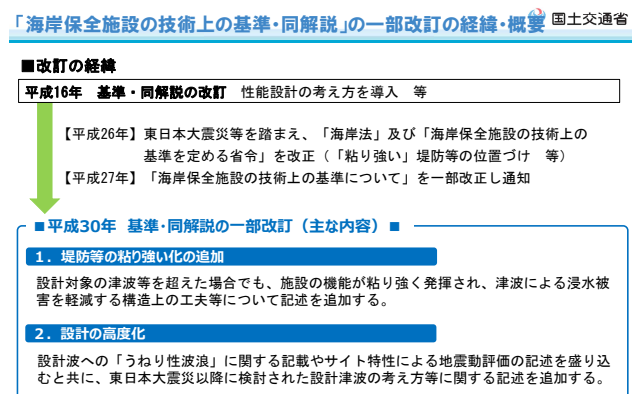 「海岸保全施設の技術上の基準・同解説」の一部改訂の経緯・概要
国土交通省
■改訂の経緯
平成16年 基準・同解説の改訂 性能設計の考え方を導入 等
【平成26年】東日本大震災等を踏まえ、「海岸法」及び「海岸保全施設の技術上の
基準を定める省令」を改正（「粘り強い」堤防等の位置づけ 等）
【平成27年】「海岸保全施設の技術上の基準について」を一部改正し通知
■平成30年 基準・同解説の一部改訂（主な内容）■
１．堤防等の粘り強い化の追加
設計対象の津波等を超えた場合でも、施設の機能が粘り強く発揮され、津波による浸水被
害を軽減する構造上の工夫等について記述を追加する。
２．設計の高度化
設計波への「うねり性波浪」に関する記載やサイト特性による地震動評価の記述を盛り込
むと共に、東日本大震災以降に検討された設計津波の考え方等に関する記述を追加する。